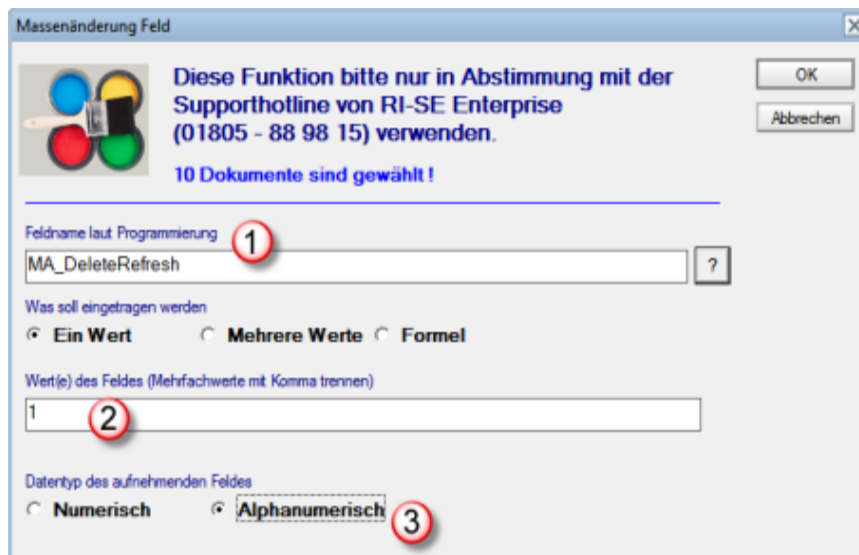 Massenänderung Feld
Diese Funktion bitte nur in Abstimmung mit der
Supporthotline von RI-SE Enterprise
(01805 - 88 98 15) verwenden.
10 Dokumente sind gewählt !
OK
Abbrechen
Feldname laut Programmierung
1
MA_DeleteRefresh
?
Was soll eingetragen werden
Ein Wert Mehrere Werte Formel
Wert(e) des Feldes (Mehrfachwerte mit Komma trennen)
1
2
Datentyp des aufnehmenden Feldes
Numerisch Alphanumerisch
3